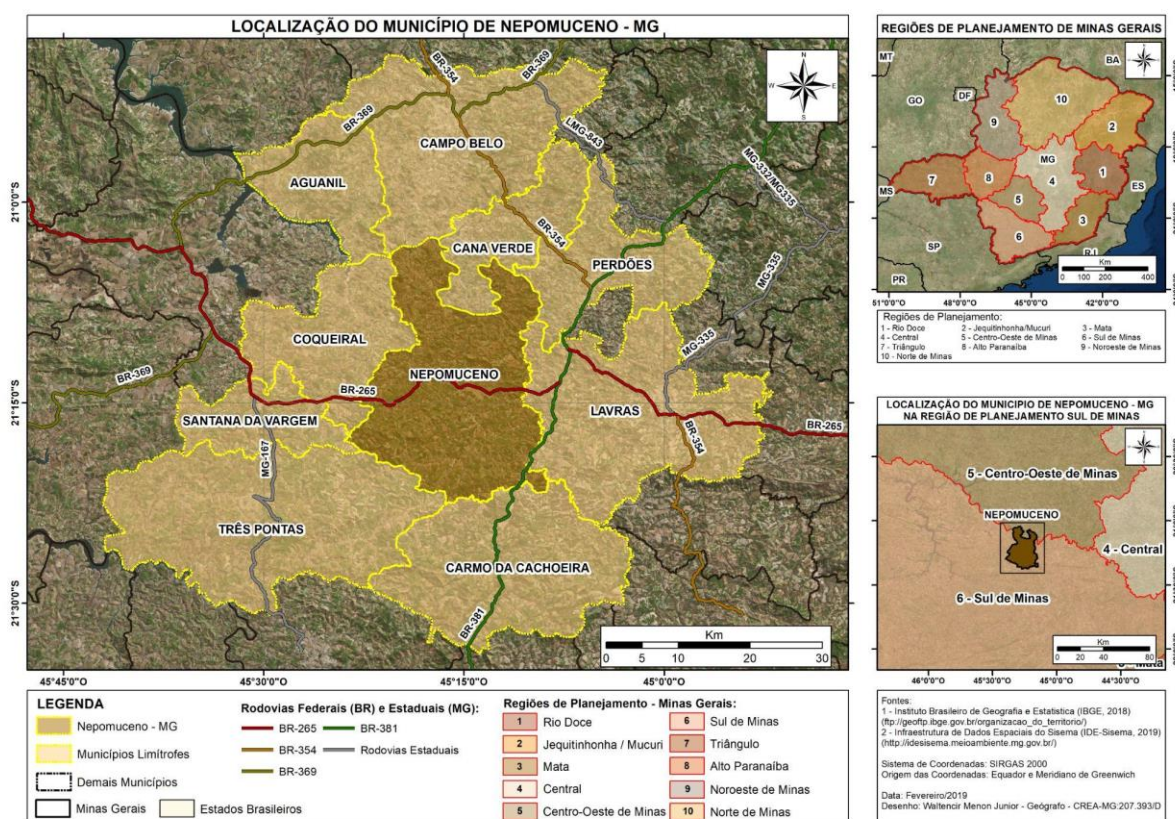 LOCALIZAÇÃO DO MUNICÍPIO DE NEPOMUCENO - MG
BR-354
BR-369
BR-369
LMG-843
CAMPO BELO
MG-332/MG335
AGUANIL
21°0'0"S
BR-354
CANA VERDE
PERDÕES
MG-335
COQUEIRAL
MG-335
BR-369
NEPOMUCENO
BR-265
21°15'0"S
SANTANA DA VARGEM
LAVRAS
BR-265
BR-354
MG-167
TRÊS PONTAS
CARMO DA CACHOEIRA
21°30'0"S
BR-381
Km
0 5 10 20 30
45°45'0"O 45°30'0"O 45°15'0"O 45°0'0"O
N
W E
S
REGIÕES DE PLANEJAMENTO DE MINAS GERAIS
MT
BA
GO
DF
10
9
2
MG
1
7
8
4
ES
MS
5
3
6
SP
RJ
PR
Km
0 100 200 400
51°0'0"O 48°0'0"O 45°0'0"O 42°0'0"O
Regiões de Planejamento:
1 - Rio Doce 2 - Jequitinhonha/Mucuri 3 - Mata
4 - Central 5 - Centro-Oeste de Minas 6 - Sul de Minas
7 - Triângulo 8 - Alto Paranaíba 9 - Noroeste de Minas
10 - Norte de Minas
LOCALIZAÇÃO DO MUNICIPIO DE NEPOMUCENO - MG
NA REGIÃO DE PLANEJAMENTO SUL DE MINAS
5 - Centro-Oeste de Minas
NEPOMUCENO
4 - Central
6 - Sul de Minas
Km
0 20 40 80
3 - Mata
46°0'0"O 45°30'0"O 45°0'0"O 44°30'0"O
LEGENDA
Nepomuceno - MG
Municípios Limítrofes
Demais Municípios
Minas Gerais Estados Brasileiros
Rodovias Federais (BR) e Estaduais (MG):
BR-265 BR-381
BR-354 Rodovias Estaduais
BR-369
Regiões de Planejamento - Minas Gerais:
1 Rio Doce 6 Sul de Minas
2 Jequitinhonha / Mucuri 7 Triângulo
3 Mata 8 Alto Paranaíba
4 Central 9 Noroeste de Minas
5 Centro-Oeste de Minas 10 Norte de Minas
Fontes:
1 - Instituto Brasileiro de Geografia e Estatistica (IBGE, 2018)
(ftp://geoftp.ibge.gov.br/organizacao_do_territorio/)
2 - Infraestrutura de Dados Espaciais do Sisema (IDE-Sisema, 2019)
(http://idesisema.meioambiente.mg.gov.br/)
Sistema de Coordenadas: SIRGAS 2000
Origem das Coordenadas: Equador e Meridiano de Greenwich
Data: Fevereiro/2019
Desenho: Waltencir Menon Junior - Geógrafo - CREA-MG:207.393/D